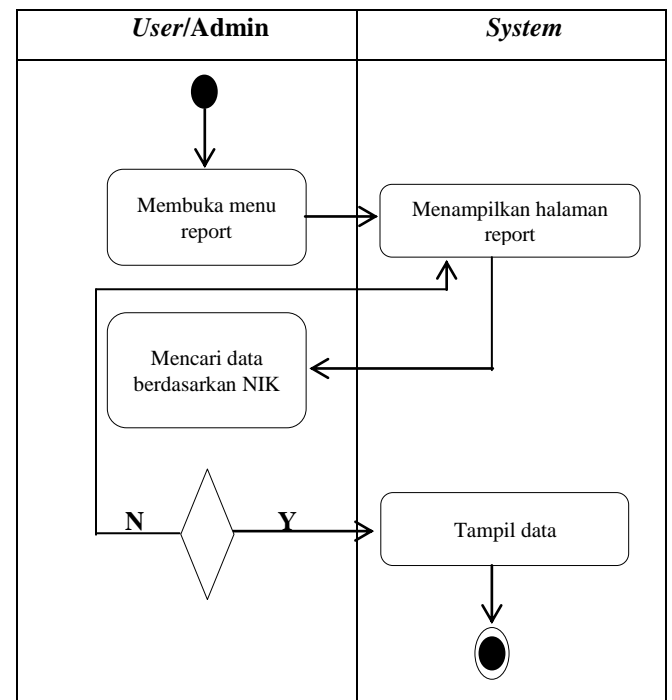 User/Admin
System
Membuka menu
report
Menampilkan halaman
report
Mencari data
berdasarkan NIK
N
Y
Tampil data